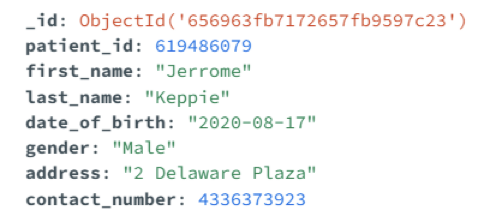 _id: ObjectId('656963fb7172657fb9597c23')
patient_id: 619486079
first_name: "Jerrome"
last_name: "Keppie"
date_of_birth: "2020-08-17"
gender: "Male"
address: "2 Delaware Plaza"
contact_number: 4336373923